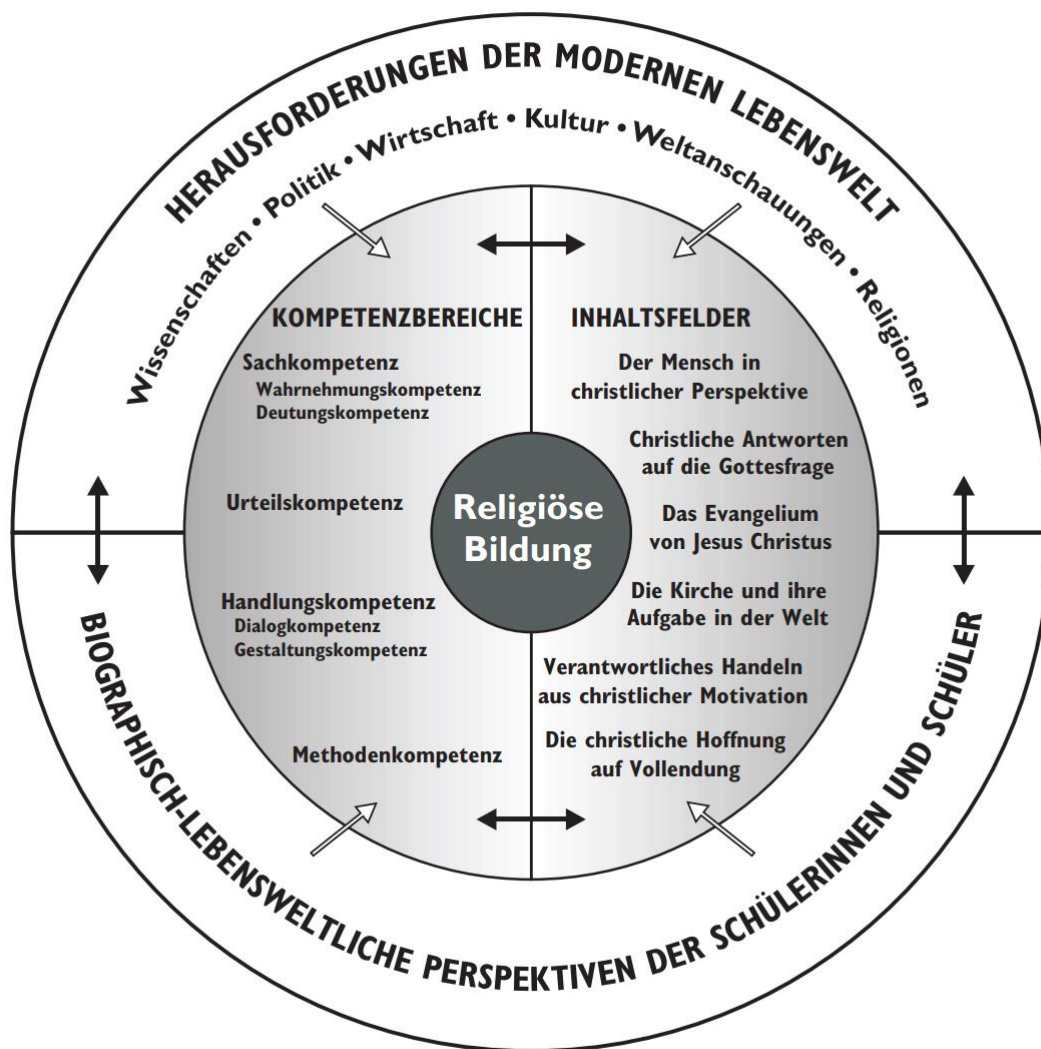 HERAUSFORDERUNGEN DER MODERNEN LEBENSWELT
Wissenschaften • Politik • Wirtschaft • Kultur • Weltanschauungen • Religionen
KOMPETENZBEREICHE
Sachkompetenz
Wahrnehmungskompetenz
Deutungskompetenz
Urteilskompetenz
Handlungskompetenz
Dialogkompetenz
Gestaltungskompetenz
Methodenkompetenz
Religiöse
Bildung
INHALTSFELDER
Der Mensch in
christlicher Perspektive
Christliche Antworten
auf die Gottesfrage
Das Evangelium
von Jesus Christus
Die Kirche und ihre
Aufgabe in der Welt
Verantwortliches Handeln
aus christlicher Motivation
Die christliche Hoffnung
auf Vollendung
BIOGRAPHISCH-LEBENSWELTLICHE PERSPEKTIVEN DER SCHÜLERINNEN UND SCHÜLER